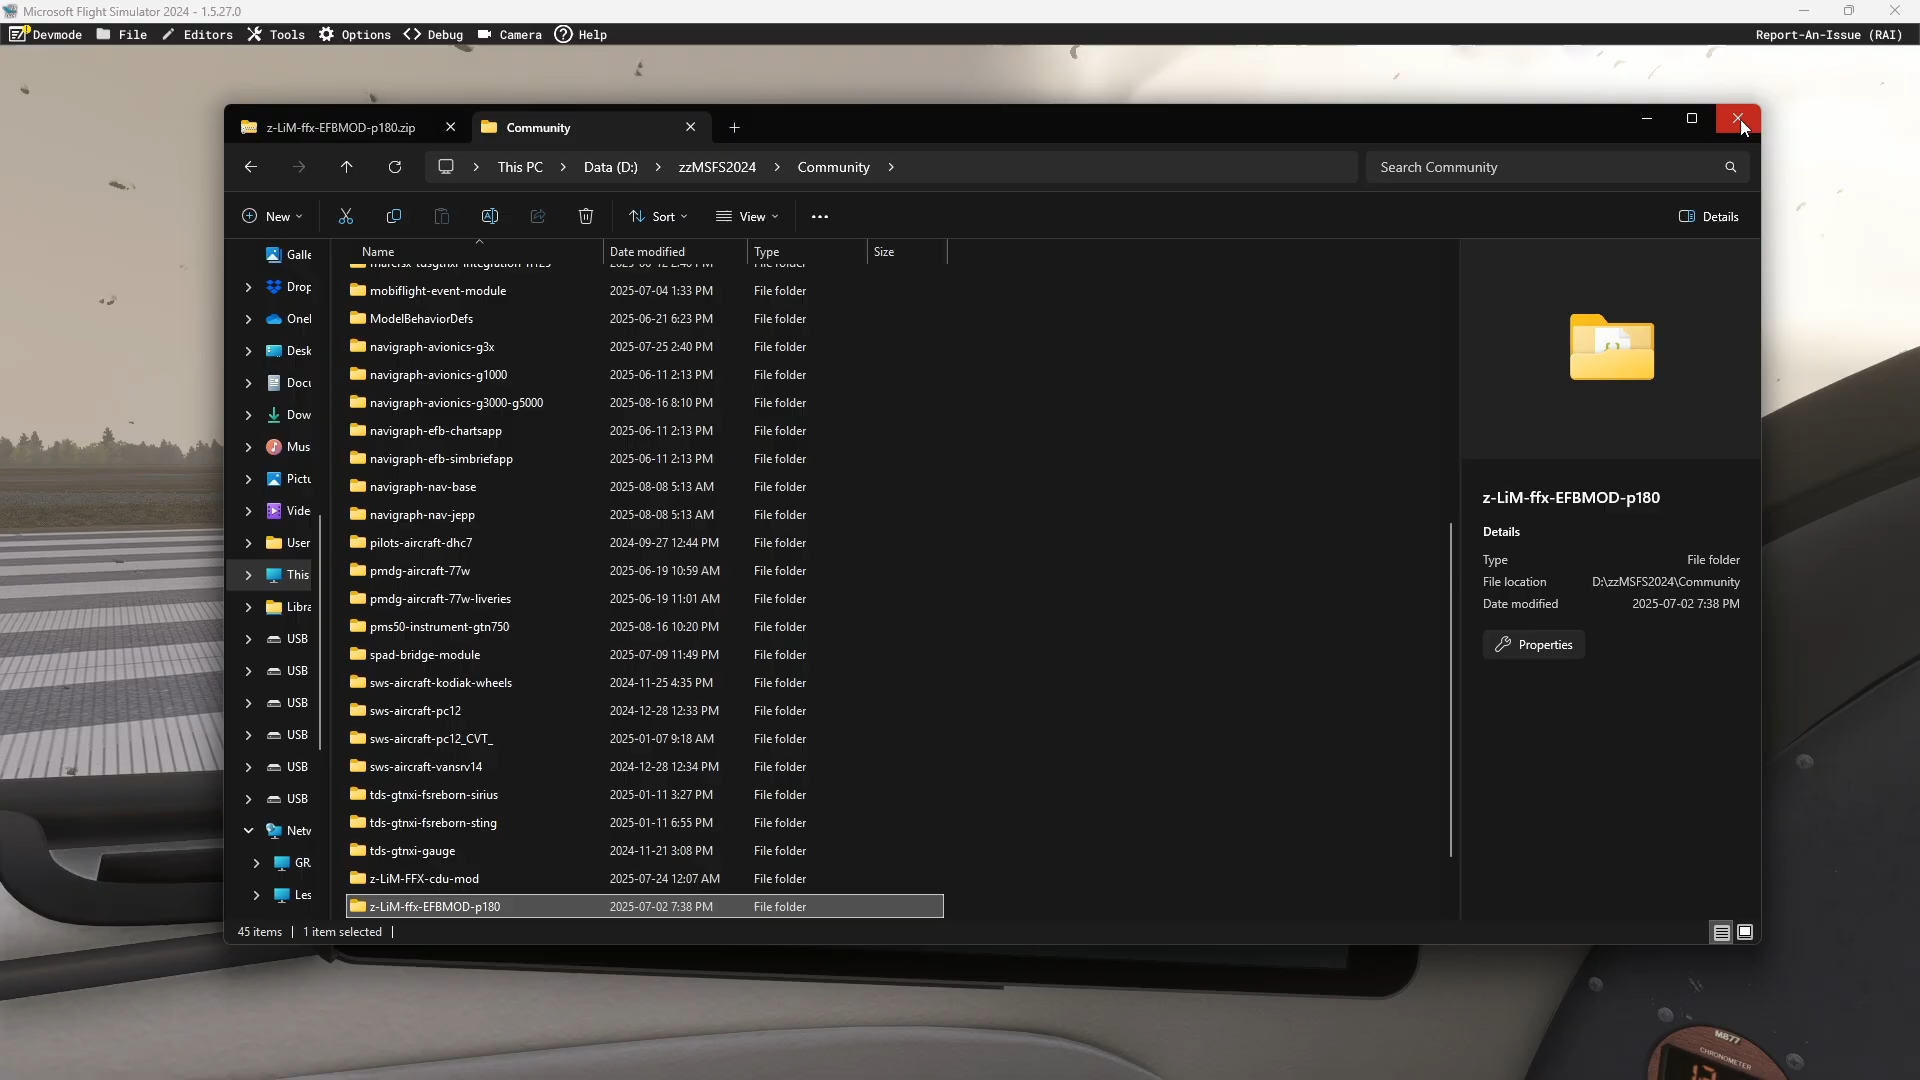 Microsoft Flight Simulator 2024 - 1.5.27.0
Devmode File Editors Tools Options Debug Camera Help Report-An-Issue (RAI)
z-LiM-ffx-EFBMOD-p180.zip Community
This PC > Data (D:) > zzMSFS2024 > Community > Search Community
New Sort View Details
Name Date modified Type Size
Galle
mobiflight-event-module 2025-07-04 1:33 PM File folder
Drop
ModelBehaviorDefs 2025-06-21 6:23 PM File folder
OneI
navigraph-avionics-g3x 2025-07-25 2:40 PM File folder
Desk
navigraph-avionics-g1000 2025-06-11 2:13 PM File folder
Docu
navigraph-avionics-g3000-g5000 2025-08-16 8:10 PM File folder
Dow
navigraph-efb-chartsapp 2025-06-11 2:13 PM File folder
Mus
navigraph-efb-simbriefapp 2025-06-11 2:13 PM File folder
Pictu
navigraph-nav-base 2025-08-08 5:13 AM File folder
Vide
navigraph-nav-jepp 2025-08-08 5:13 AM File folder
User
pilots-aircraft-dhc7 2024-09-27 12:44 PM File folder
This
pmdg-aircraft-77w 2025-06-19 10:59 AM File folder
Libra
pmdg-aircraft-77w-liveries 2025-06-19 11:01 AM File folder
USB
pms50-instrument-gtn750 2025-08-16 10:20 PM File folder
USB
spad-bridge-module 2025-07-09 11:49 PM File folder
USB
sws-aircraft-kodiak-wheels 2024-11-25 4:35 PM File folder
USB
sws-aircraft-pc12 2024-12-28 12:33 PM File folder
USB
sws-aircraft-pc12_CVT_ 2025-01-07 9:18 AM File folder
USB
sws-aircraft-vansrv14 2024-12-28 12:34 PM File folder
tds-gtnxi-fsreborn-sirius 2025-01-11 3:27 PM File folder
Netw
tds-gtnxi-fsreborn-sting 2025-01-11 6:55 PM File folder
GR
tds-gtnxi-gauge 2024-11-21 3:08 PM File folder
Les
z-LiM-FFX-cdu-mod 2025-07-24 12:07 AM File folder
z-LiM-ffx-EFBMOD-p180 2025-07-02 7:38 PM File folder
45 items 1 item selected
z-LiM-ffx-EFBMOD-p180
Details
Type File folder
File location D:\zzMSFS2024\Community
Date modified 2025-07-02 7:38 PM
Properties
M877
CHRONOMETER